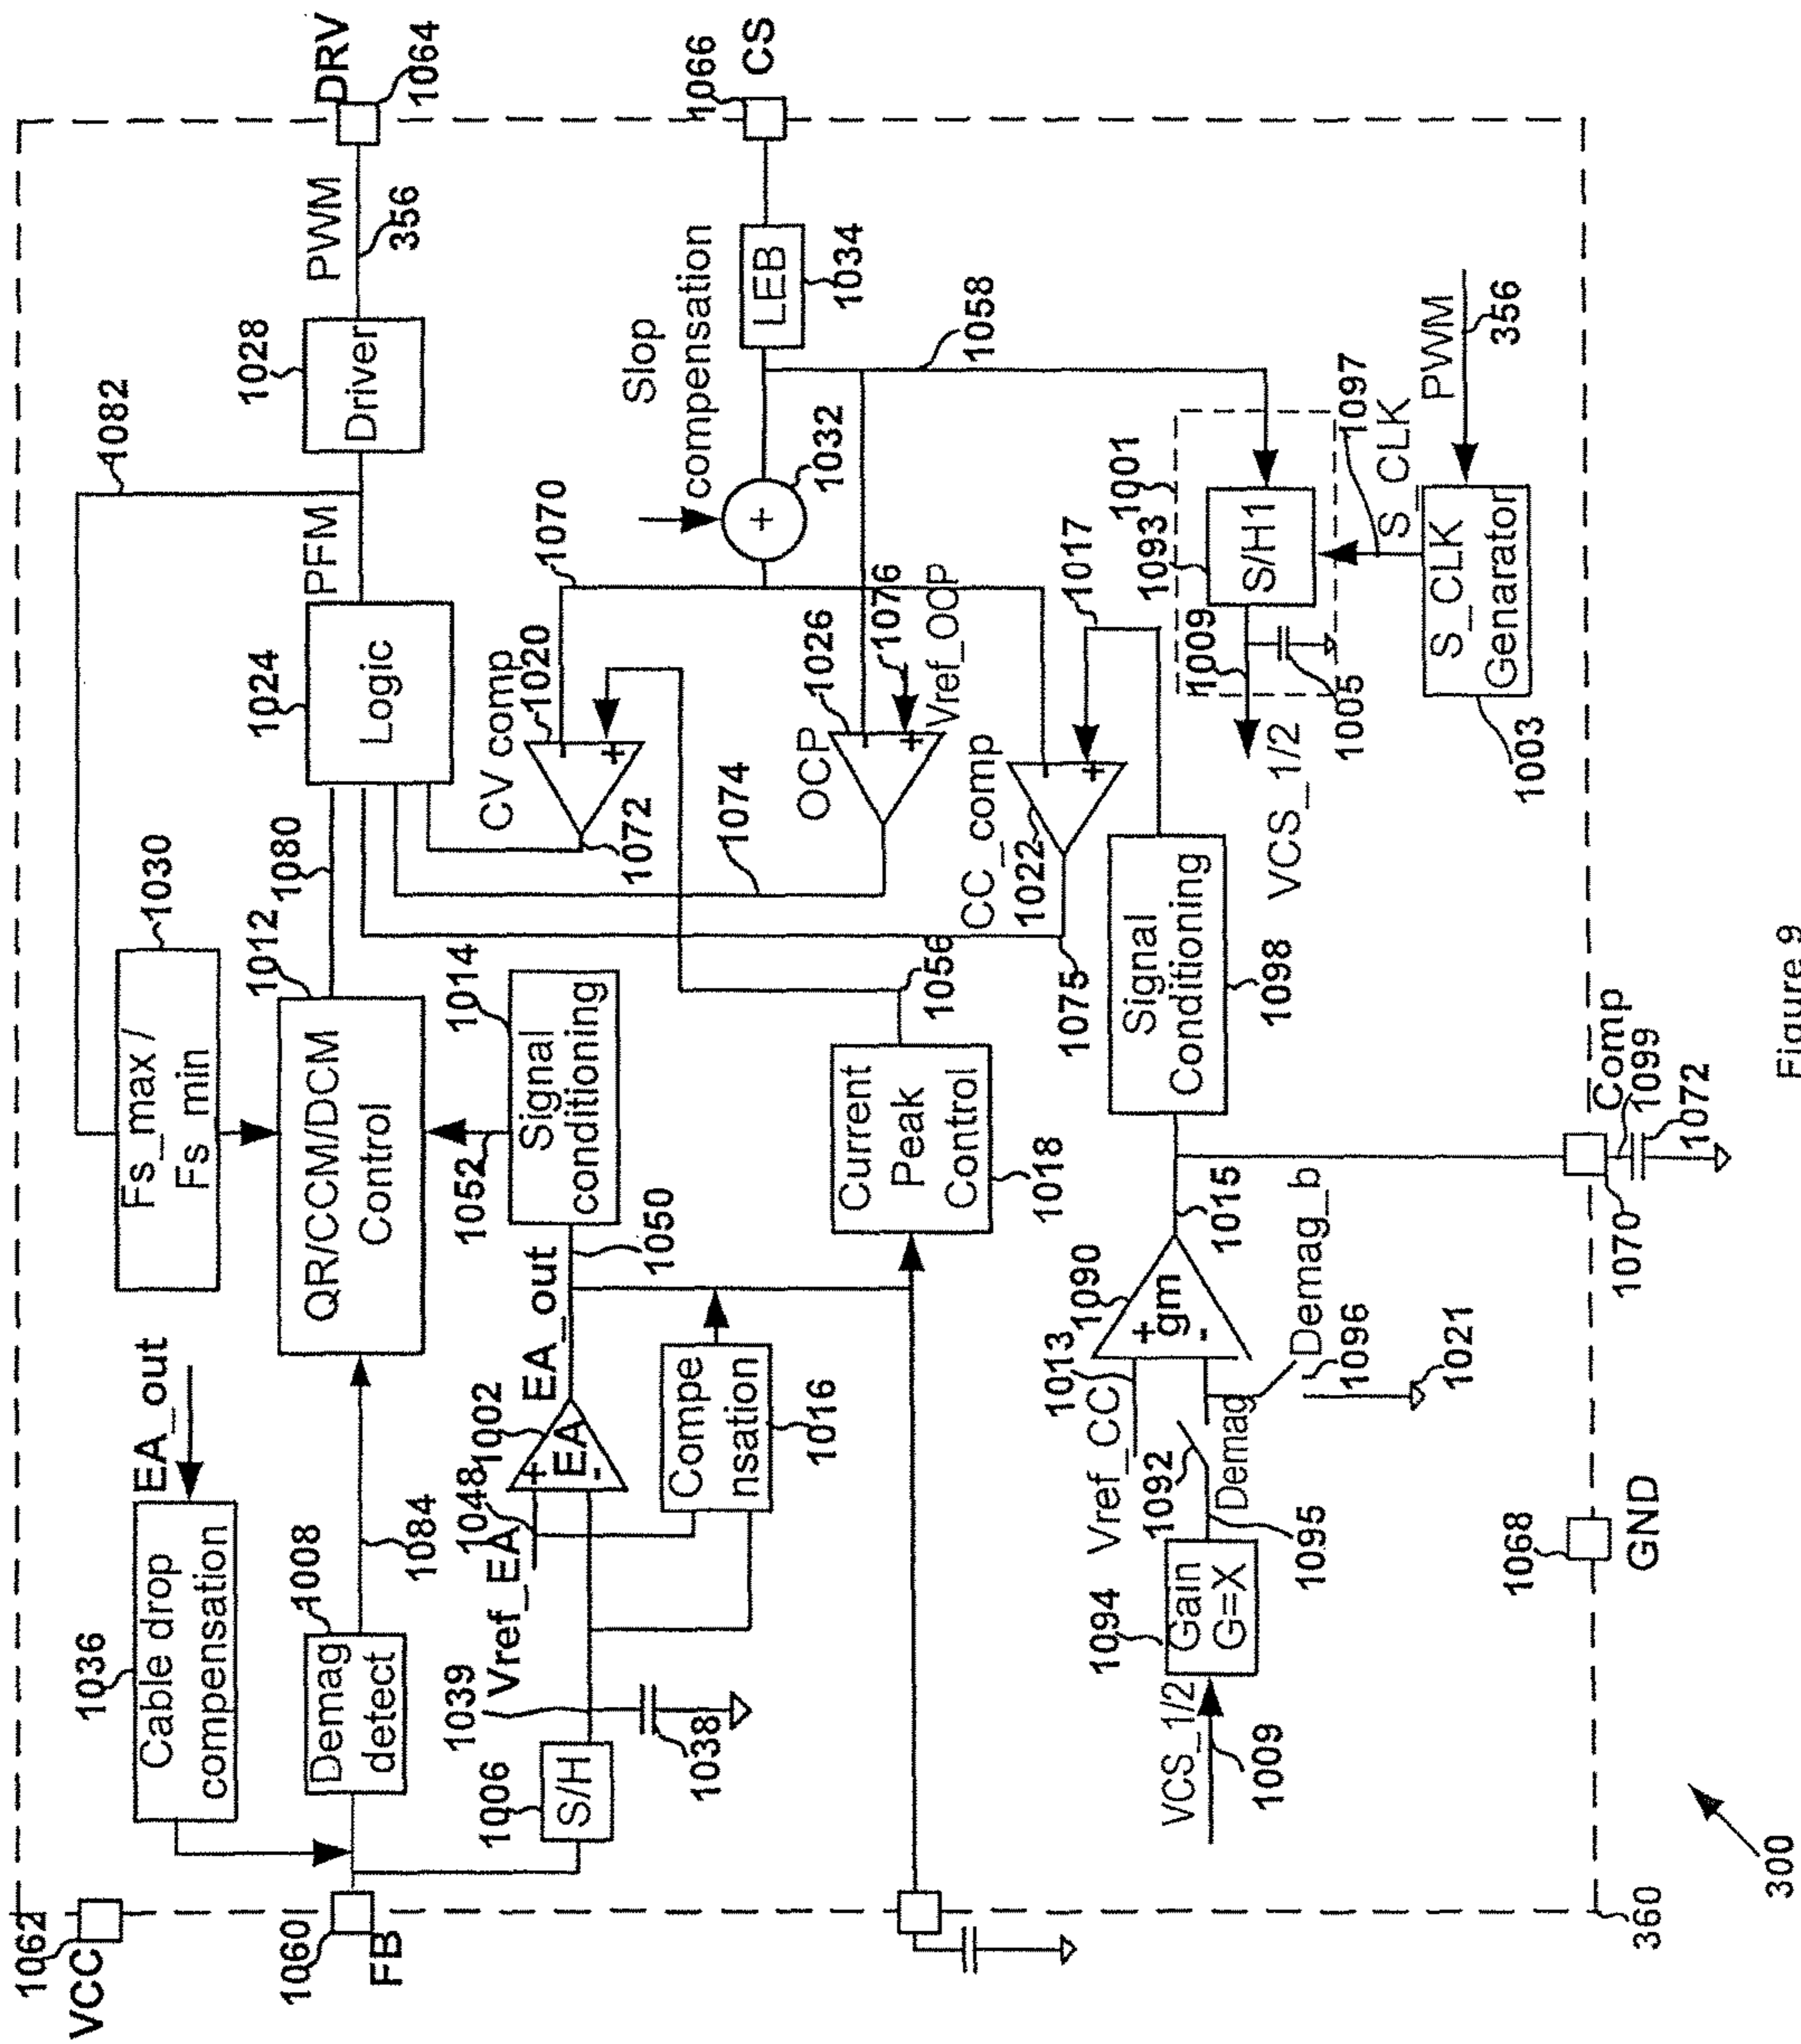 VCC
1062
1060
FB
1036
Cable drop
compensation
EA_out
Fs_max /
Fs_min
1030
1082
1008
Demag
detect
1084
QR/CCM/DCM
Control
1012
1080
Logic
1024
PFM
Driver
1028
PWM
356
DRV
1064
1006
S/H
1039
1038
Vref_EA
1048
1002
EA
+
-
EA_out
1050
Signal
conditioning
1014
1052
Compe
nsation
1016
Current
Peak
Control
1018
1056
CV comp
1020
-
+
1072
1070
1074
OCP
1026
-
+
1076
Vref_OCP
CC_comp
1022
-
+
1075
1017
+
1032
Slop
compensation
LEB
1034
1066
CS
1058
1001
1093
S/H1
1009
VCS_1/2
1005
1097
S_CLK
S_CLK
Genarator
1003
PWM
356
VCS_1/2
1009
1094
Gain
G=X
1095
1092
Demag
Vref_CC
1013
1090
+
gm
-
Demag
Demag_b
1096
1021
1015
Signal
Conditioning
1098
1068
GND
1070
Comp
1099
1072
360
300
Figure 9